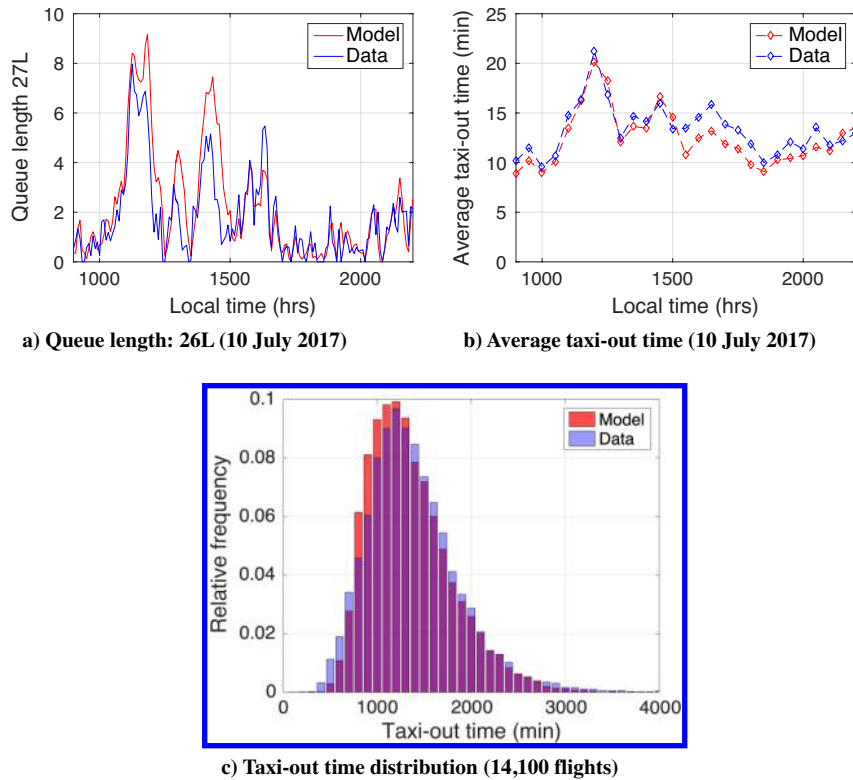 10
8
6
4
2
0
Queue length 27L
Model
Data
1000
1500
2000
Local time (hrs)
a) Queue length: 26L (10 July 2017)
25
20
15
10
5
0
Average taxi-out time (min)
Model
Data
1000
1500
2000
Local time (hrs)
b) Average taxi-out time (10 July 2017)
0.1
0.08
0.06
0.04
0.02
0
Relative frequency
Model
Data
0
1000
2000
3000
4000
Taxi-out time (min)
c) Taxi-out time distribution (14,100 flights)